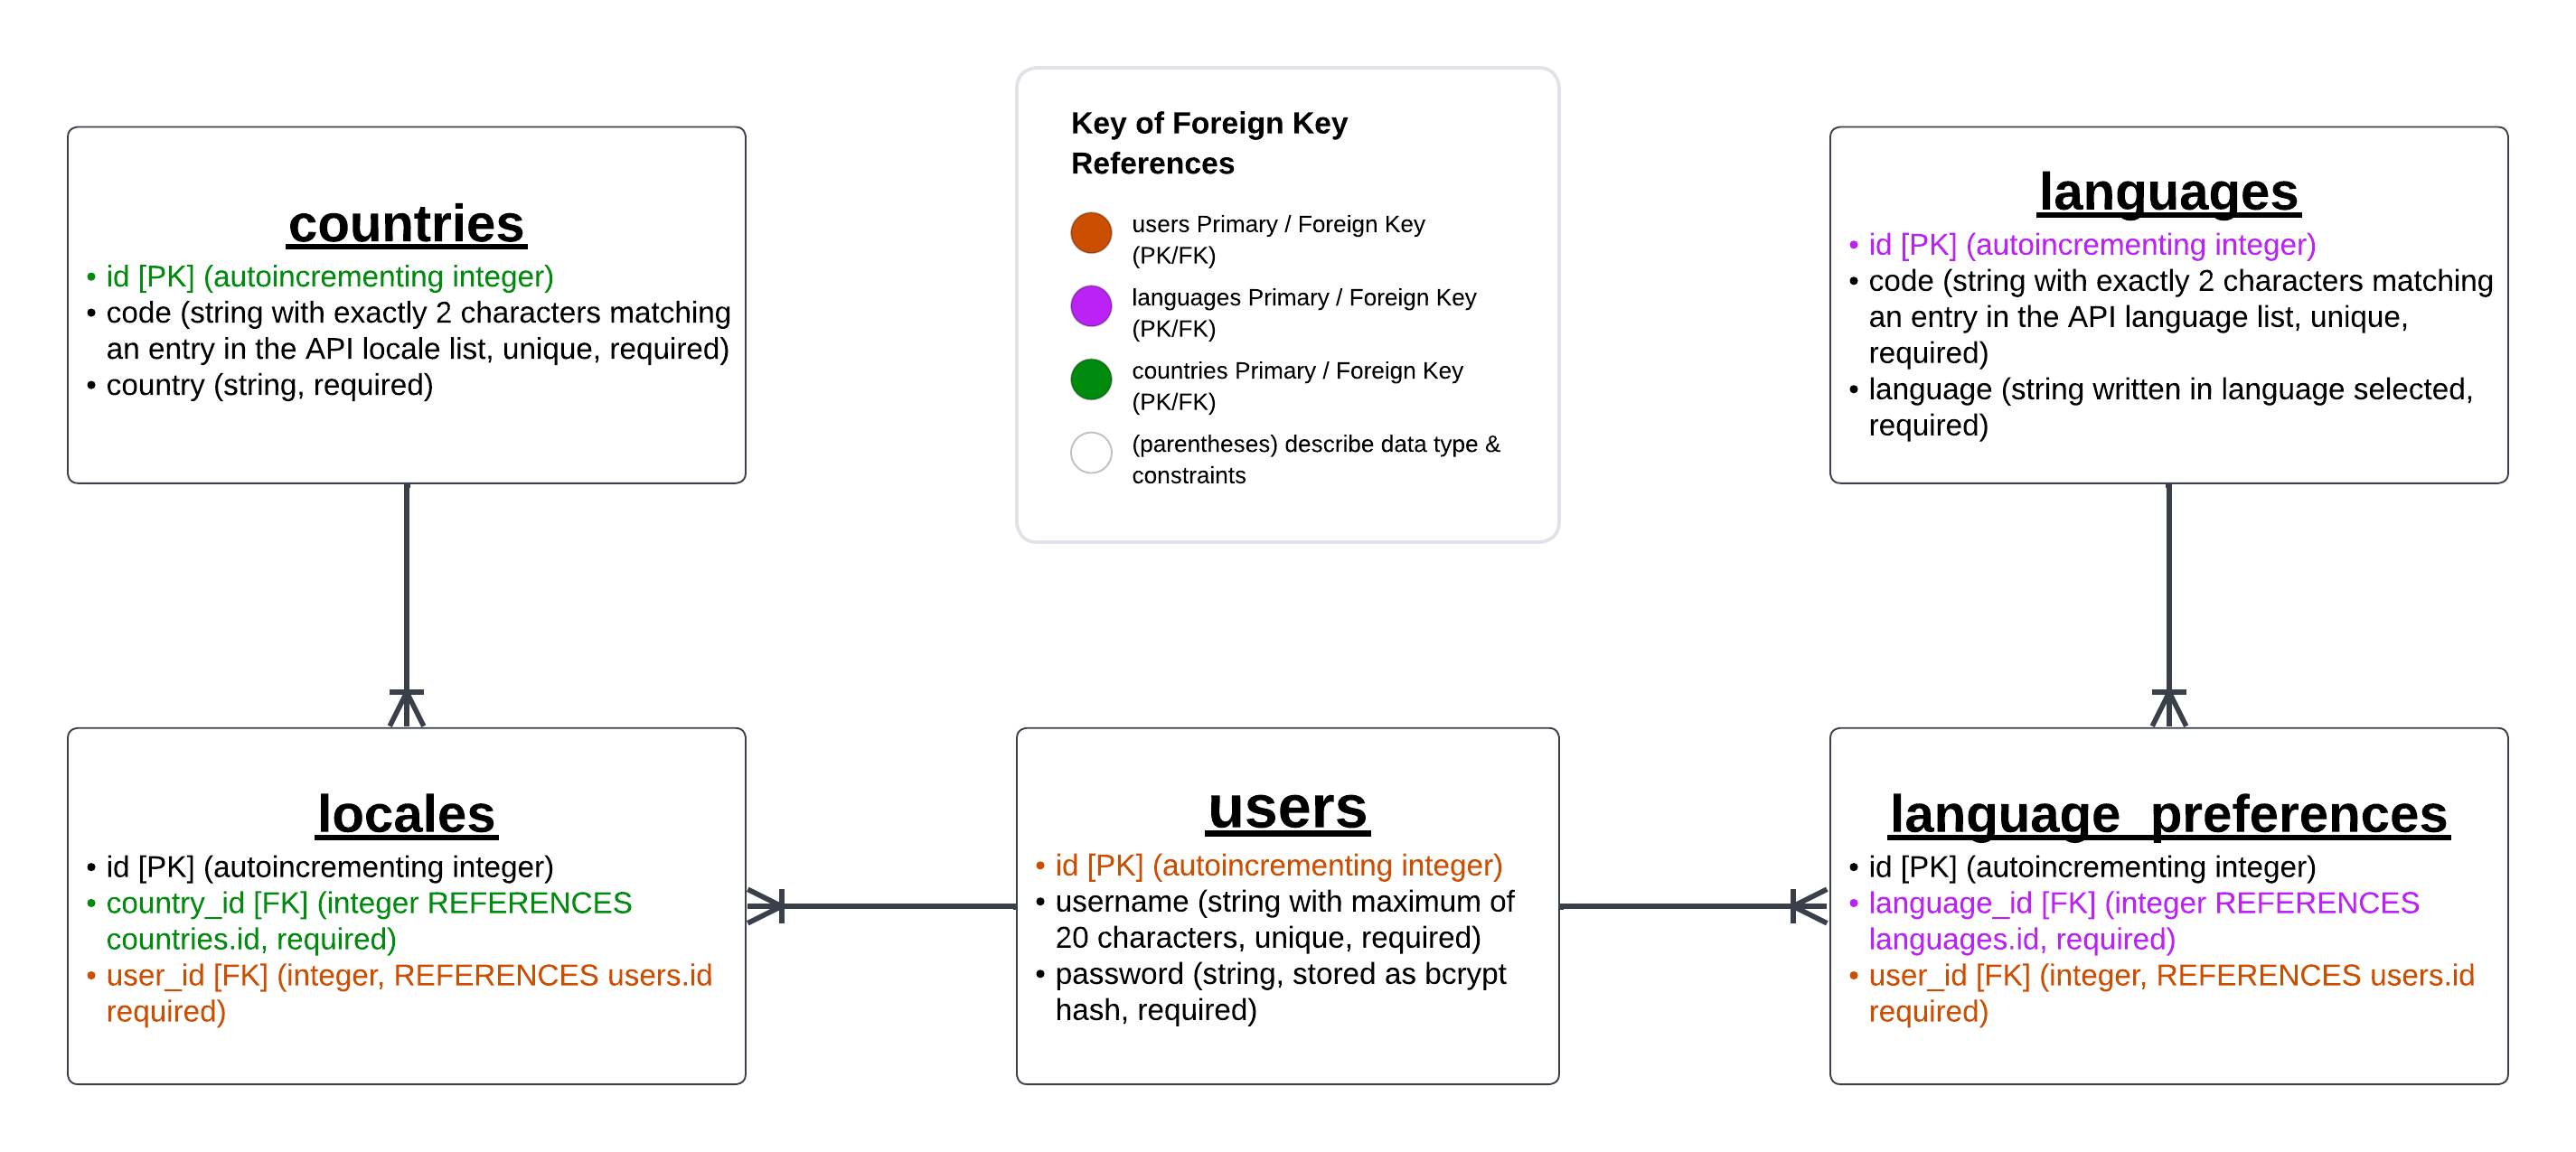 Key of Foreign Key
References
users Primary / Foreign Key
(PK/FK)
languages Primary / Foreign Key
(PK/FK)
countries Primary / Foreign Key
(PK/FK)
(parentheses) describe data type &
constraints
countries
• id [PK] (autoincrementing integer)
• code (string with exactly 2 characters matching
an entry in the API locale list, unique, required)
• country (string, required)
languages
• id [PK] (autoincrementing integer)
• code (string with exactly 2 characters matching
an entry in the API language list, unique,
required)
• language (string written in language selected,
required)
locales
• id [PK] (autoincrementing integer)
• country_id [FK] (integer REFERENCES
countries.id, required)
• user_id [FK] (integer, REFERENCES users.id
required)
users
• id [PK] (autoincrementing integer)
• username (string with maximum of
20 characters, unique, required)
• password (string, stored as bcrypt
hash, required)
language_preferences
• id [PK] (autoincrementing integer)
• language_id [FK] (integer REFERENCES
languages.id, required)
• user_id [FK] (integer, REFERENCES users.id
required)